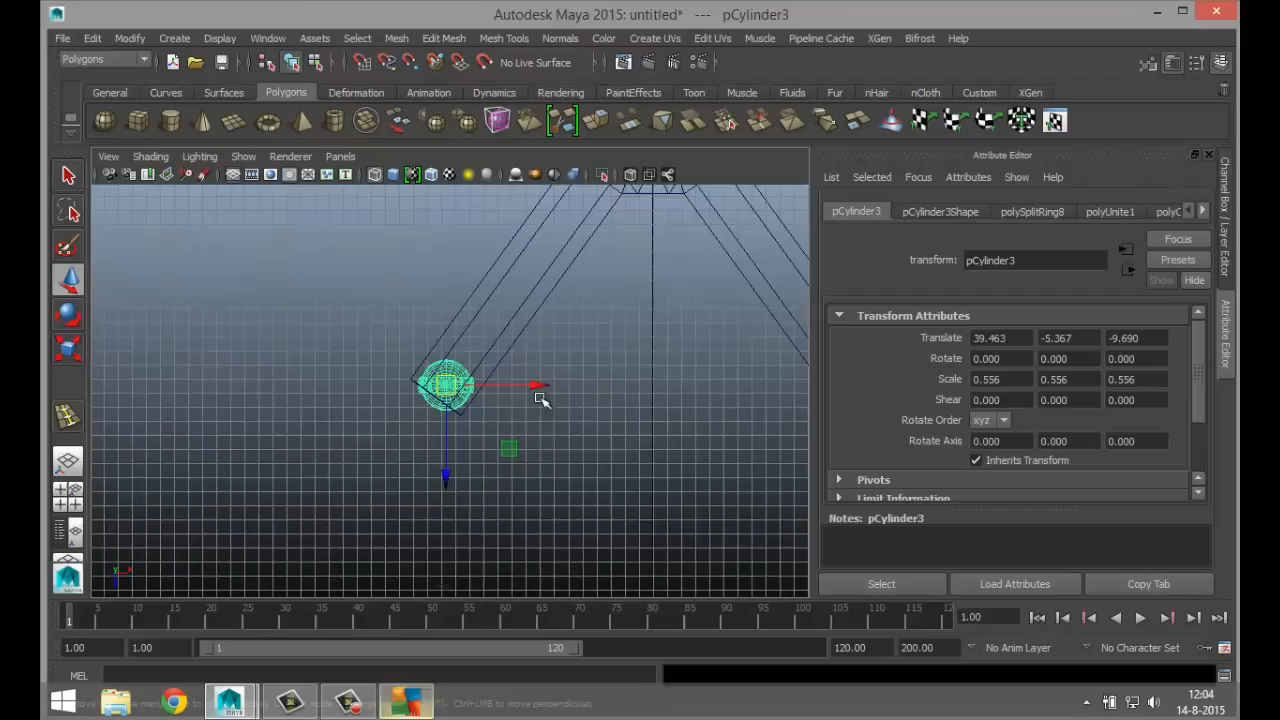 Autodesk Maya 2015: untitled* --- pCylinder3
File Edit Modify Create Display Window Assets Select Mesh Edit Mesh Mesh Tools Normals Color Create UVs Edit UVs Muscle Pipeline Cache XGen Bifrost Help
Polygons No Live Surface
General Curves Surfaces Polygons Deformation Animation Dynamics Rendering PaintEffects Toon Muscle Fluids Fur nHair nCloth Custom XGen
View Shading Lighting Show Renderer Panels
Attribute Editor
List Selected Focus Attributes Show Help
pCylinder3 pCylinder3Shape polySplitRing8 polyUnite1 polyC
Focus
transform: pCylinder3
Presets
Show Hide
Transform Attributes
Translate 39.463 -5.367 -9.690
Rotate 0.000 0.000 0.000
Scale 0.556 0.556 0.556
Shear 0.000 0.000 0.000
Rotate Order xyz
Rotate Axis 0.000 0.000 0.000
Inherits Transform
Pivots
Limit Information
Notes: pCylinder3
Select Load Attributes Copy Tab
Channel Box / Layer Editor
Attribute Editor
y x
5 10 15 20 25 30 35 40 45 50 55 60 65 70 75 80 85 90 95 100 105 110 115 12
1 1.00
1.00 1.00 1 120 120.00 200.00 No Anim Layer No Character Set
MEL
12:04
14-8-2015